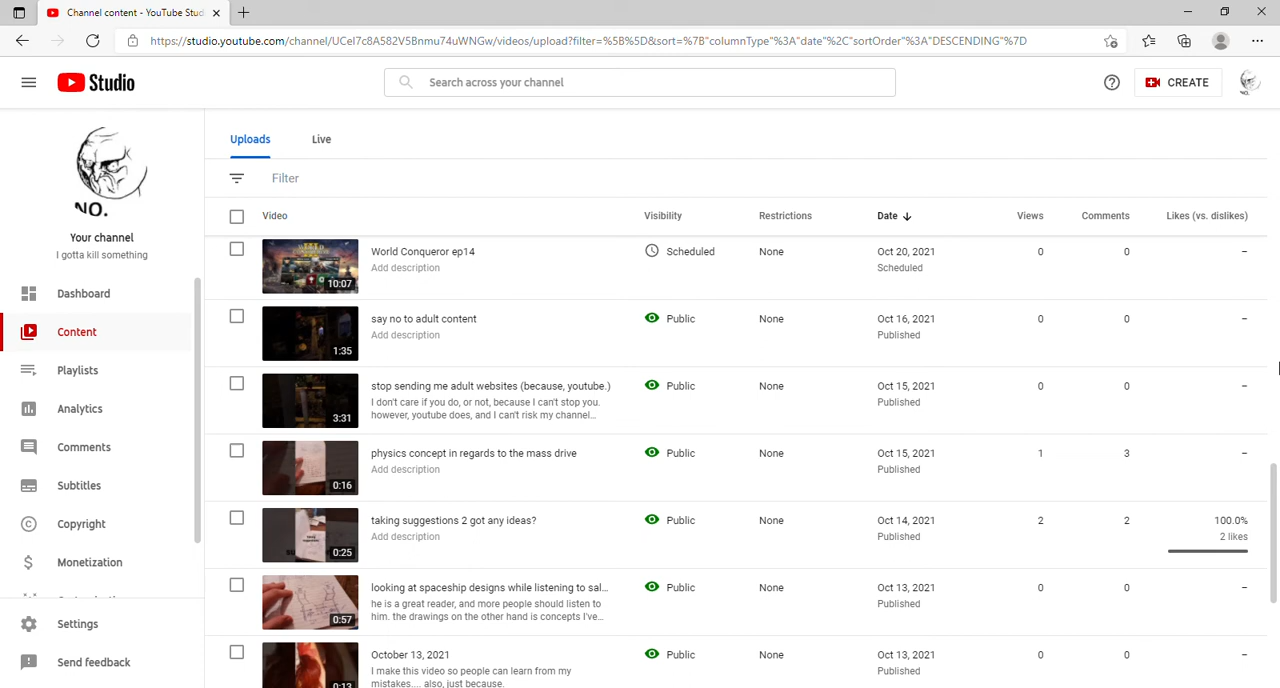 Channel content - YouTube Stud
https://studio.youtube.com/channel/UCeI7c8A582V5Bnmu74uWNGw/videos/upload?filter=%5B%5D&sort=%7B"columnType"%3A"date"%2C"sortOrder"%3A"DESCENDING"%7D
Studio
Search across your channel
CREATE
NO.
NO.
Your channel
I gotta kill something
Dashboard
Content
Playlists
Analytics
Comments
Subtitles
Copyright
Monetization
Settings
Send feedback
Uploads Live
Filter
Video Visibility Restrictions Date Views Comments Likes (vs. dislikes)
10:07
World Conqueror ep14 Scheduled None Oct 20, 2021 0 0 –
Add description Scheduled
1:35
say no to adult content Public None Oct 16, 2021 0 0 –
Add description Published
3:31
stop sending me adult websites (because, youtube.) Public None Oct 15, 2021 0 0 –
I don't care if you do, or not, because I can't stop you. Published
however, youtube does, and I can't risk my channel...
0:16
physics concept in regards to the mass drive Public None Oct 15, 2021 1 3 –
Add description Published
0:25
taking suggestions 2 got any ideas? Public None Oct 14, 2021 2 2 100.0%
Add description Published 2 likes
0:57
looking at spaceship designs while listening to sal... Public None Oct 13, 2021 0 0 –
he is a great reader, and more people should listen to Published
him. the drawings on the other hand is concepts I've...
0:13
October 13, 2021 Public None Oct 13, 2021 0 0 –
I make this video so people can learn from my Published
mistakes.... also, just because.